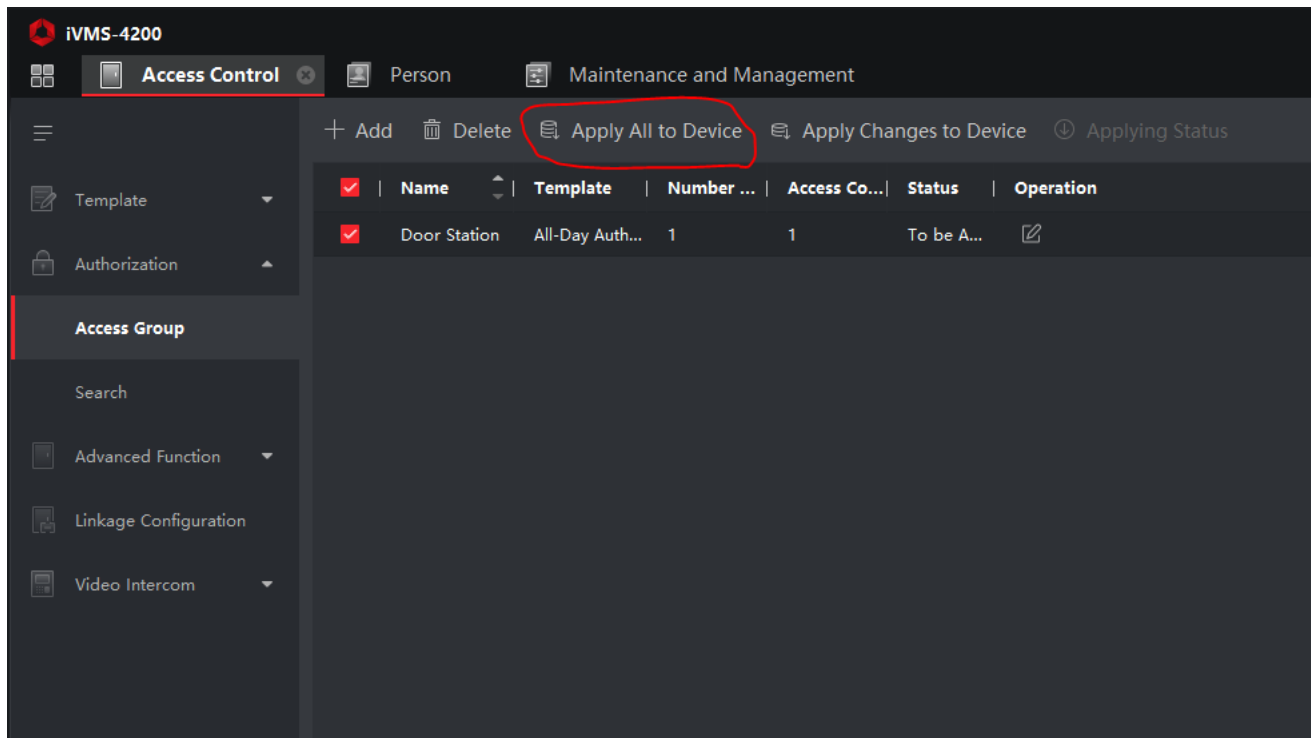 iVMS-4200
Access Control Person Maintenance and Management
Add Delete Apply All to Device Apply Changes to Device Applying Status
Name Template Number ... Access Co... Status Operation
Door Station All-Day Auth... 1 1 To be A...
Template
Authorization
Access Group
Search
Advanced Function
Linkage Configuration
Video Intercom